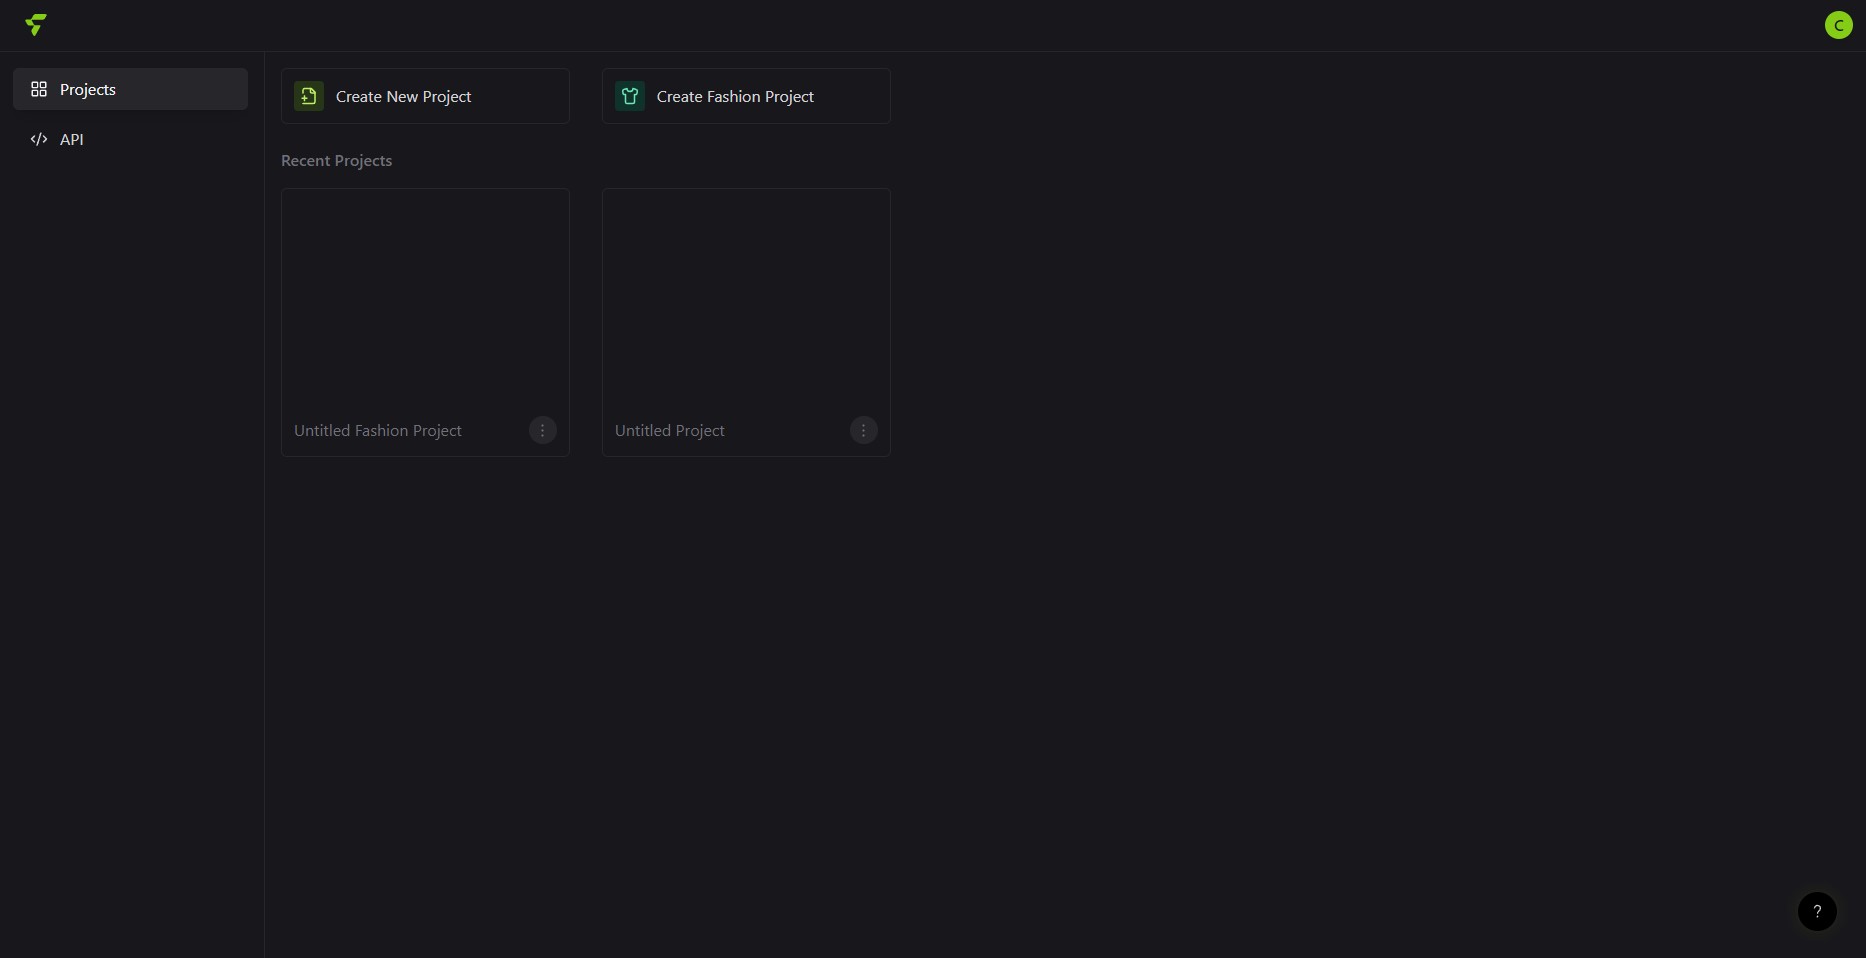 C
Projects
API
Create New Project
Create Fashion Project
Recent Projects
Untitled Fashion Project
Untitled Project
?